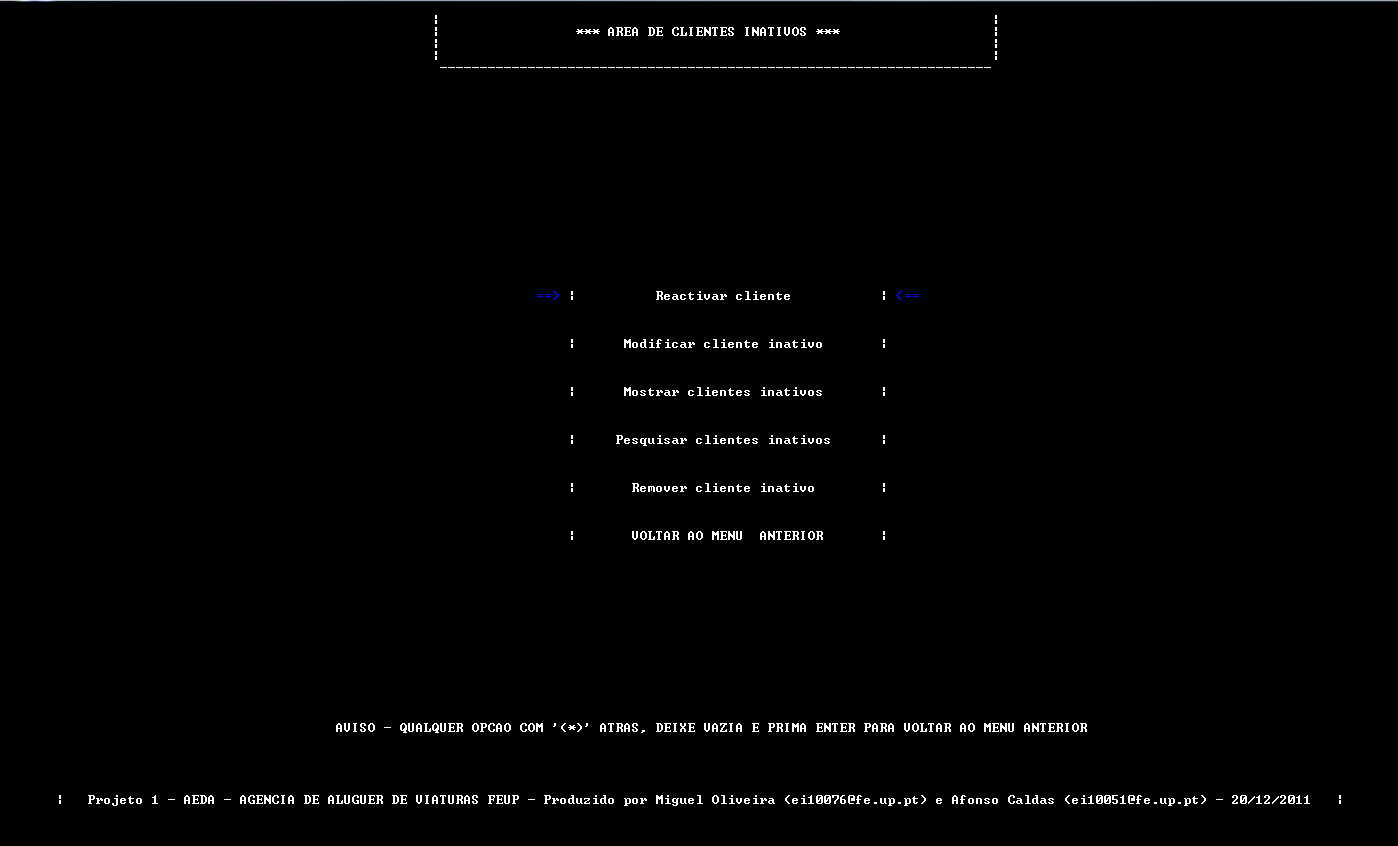 *** AREA DE CLIENTES INATIVOS ***
==> ¦ Reactivar cliente ¦ <==
¦ Modificar cliente inativo ¦
¦ Mostrar clientes inativos ¦
¦ Pesquisar clientes inativos ¦
¦ Remover cliente inativo ¦
¦ VOLTAR AO MENU  ANTERIOR ¦
AVISO - QUALQUER OPCAO COM '(*)' ATRAS, DEIXE VAZIA E PRIMA ENTER PARA VOLTAR AO MENU ANTERIOR
¦ Projeto 1 - AEDA - AGENCIA DE ALUGUER DE VIATURAS FEUP - Produzido por Miguel Oliveira (ei10076@fe.up.pt) e Afonso Caldas (ei10051@fe.up.pt) - 20/12/2011 ¦